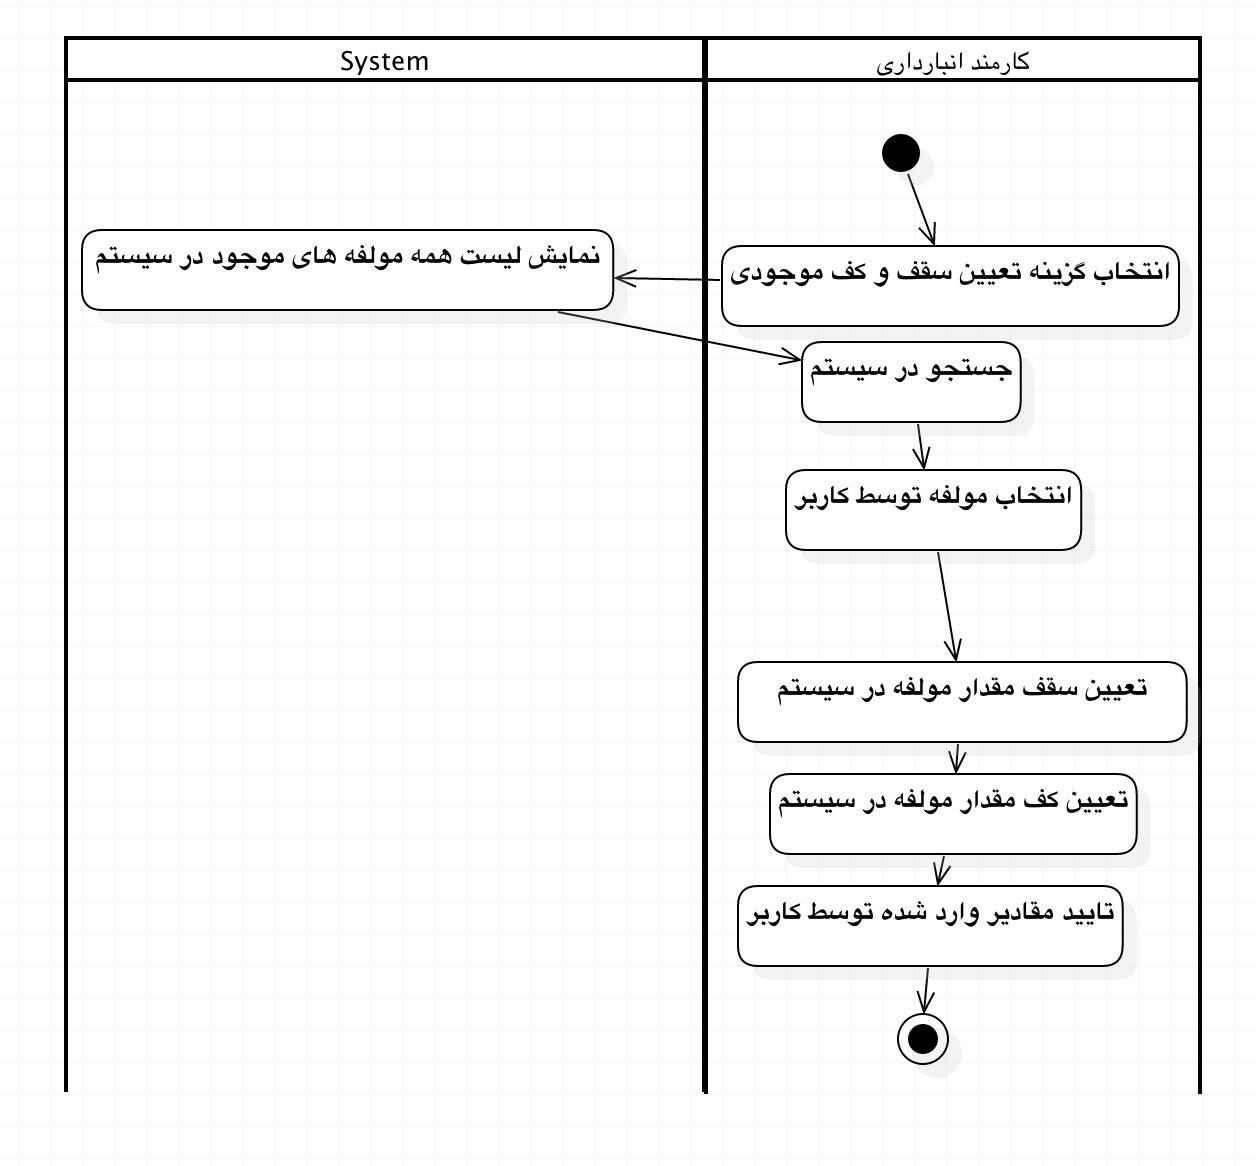 System
کارمند انبارداری
انتخاب گزینه تعیین سقف و کف موجودی
نمایش لیست همه مولفه های موجود در سیستم
جستجو در سیستم
انتخاب مولفه توسط کاربر
تعیین سقف مقدار مولفه در سیستم
تعیین کف مقدار مولفه در سیستم
تایید مقادیر وارد شده توسط کاربر